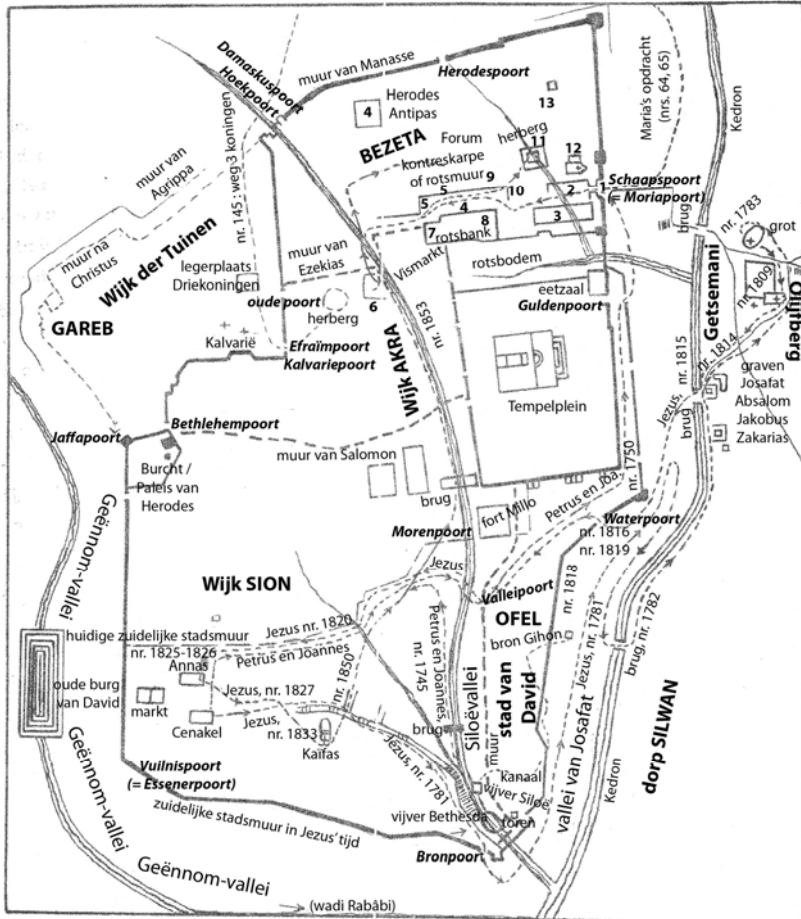 Damaskuspoort
Hoekpoort
muur van Manasse
Herodespoort
Maria's opdracht
(nrs. 64, 65)
Kedron
4
Herodes
Antipas
13
BEZETA
Forum
herberg
11
12
kontreskarpe
of rotsmuur
9
5
5
4
10
2
1
Schaapspoort
(= Moriapoort)
3
7
8
rotsbank
brug
nr. 1783
grot
nr. 145 : weg 3 koningen
muur van
Agrippa
muur na
Christus
Wijk der Tuinen
GAREB
legerplaats
Driekoningen
muur van
Ezekias
Vismarkt
rotsbodem
eetzaal
Guldenpoort
Getsemani
nr. 1809
Olijfberg
oude poort
herberg
6
nr. 1853
Kalvarië
Efraïmpoort
Kalvariepoort
Wijk AKRA
Tempelplein
nr. 1814
Jezus, nr. 1815
brug
graven
Josafat
Absalom
Jakobus
Zakarias
Jaffapoort
Bethlehempoort
Burcht /
Paleis van
Herodes
muur van Salomon
brug
nr. 1750
Petrus en Joa.
fort Millo
Morenpoort
Waterpoort
nr. 1816
nr. 1819
Geënnom-vallei
Wijk SION
Jezus
Valleipoort
OFEL
nr. 1818
bron Gihon
huidige zuidelijke stadsmuur
Jezus nr. 1820
nr. 1825-1826
Petrus en Joannes
Annas
Petrus en Joannes,
nr. 1745
nr. 1850
Jezus, nr. 1827
oude burg
van David
markt
Cenakel
Jezus,
nr. 1833
Kaïfas
brug
Siloëvallei
stad van
David
muur
Jezus, nr. 1781
vallei van Josafat
brug, nr. 1782
dorp SILWAN
Kedron
Jezus, nr. 1781
kanaal
vijver Siloë
Vuilnispoort
(= Essenerpoort)
Geënnom-vallei
zuidelijke stadsmuur in Jezus' tijd
vijver Bethesda
toren
Bronpoort
Geënnom-vallei
(wadi Rabâbi)